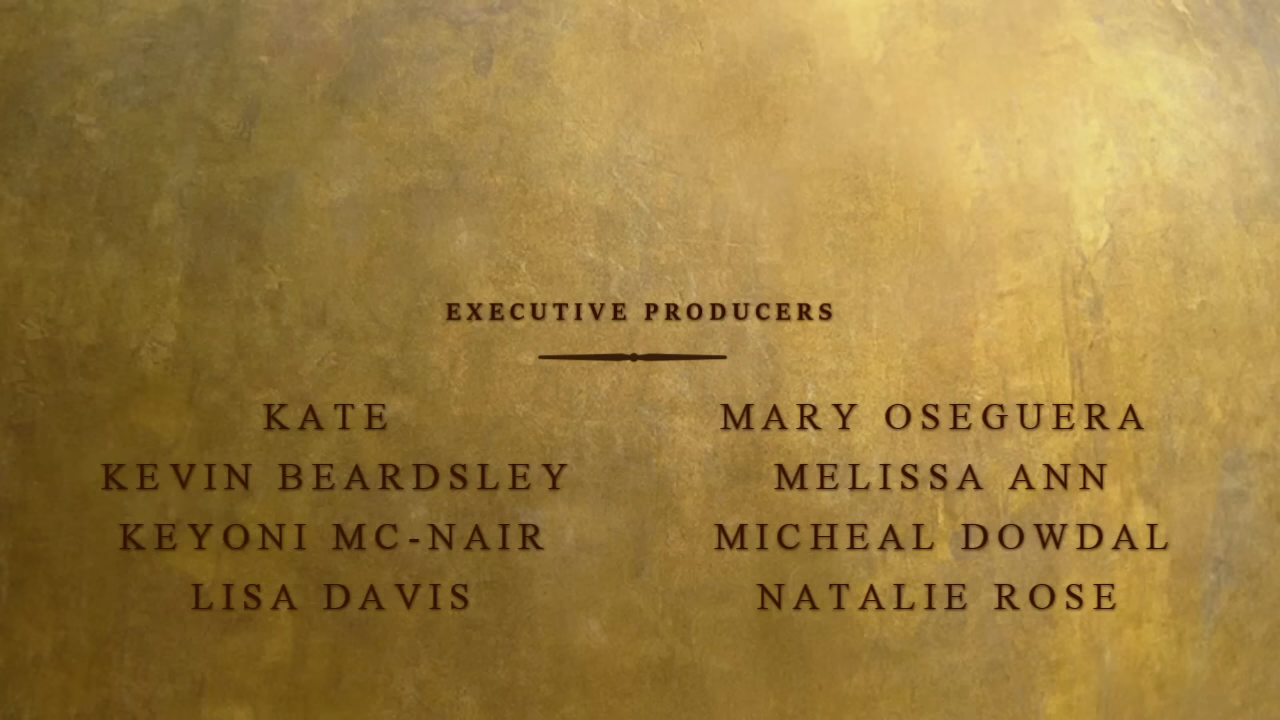 EXECUTIVE PRODUCERS
KATE
KEVIN BEARDSLEY
KEYONI MC-NAIR
LISA DAVIS
MARY OSEGUERA
MELISSA ANN
MICHEAL DOWDAL
NATALIE ROSE